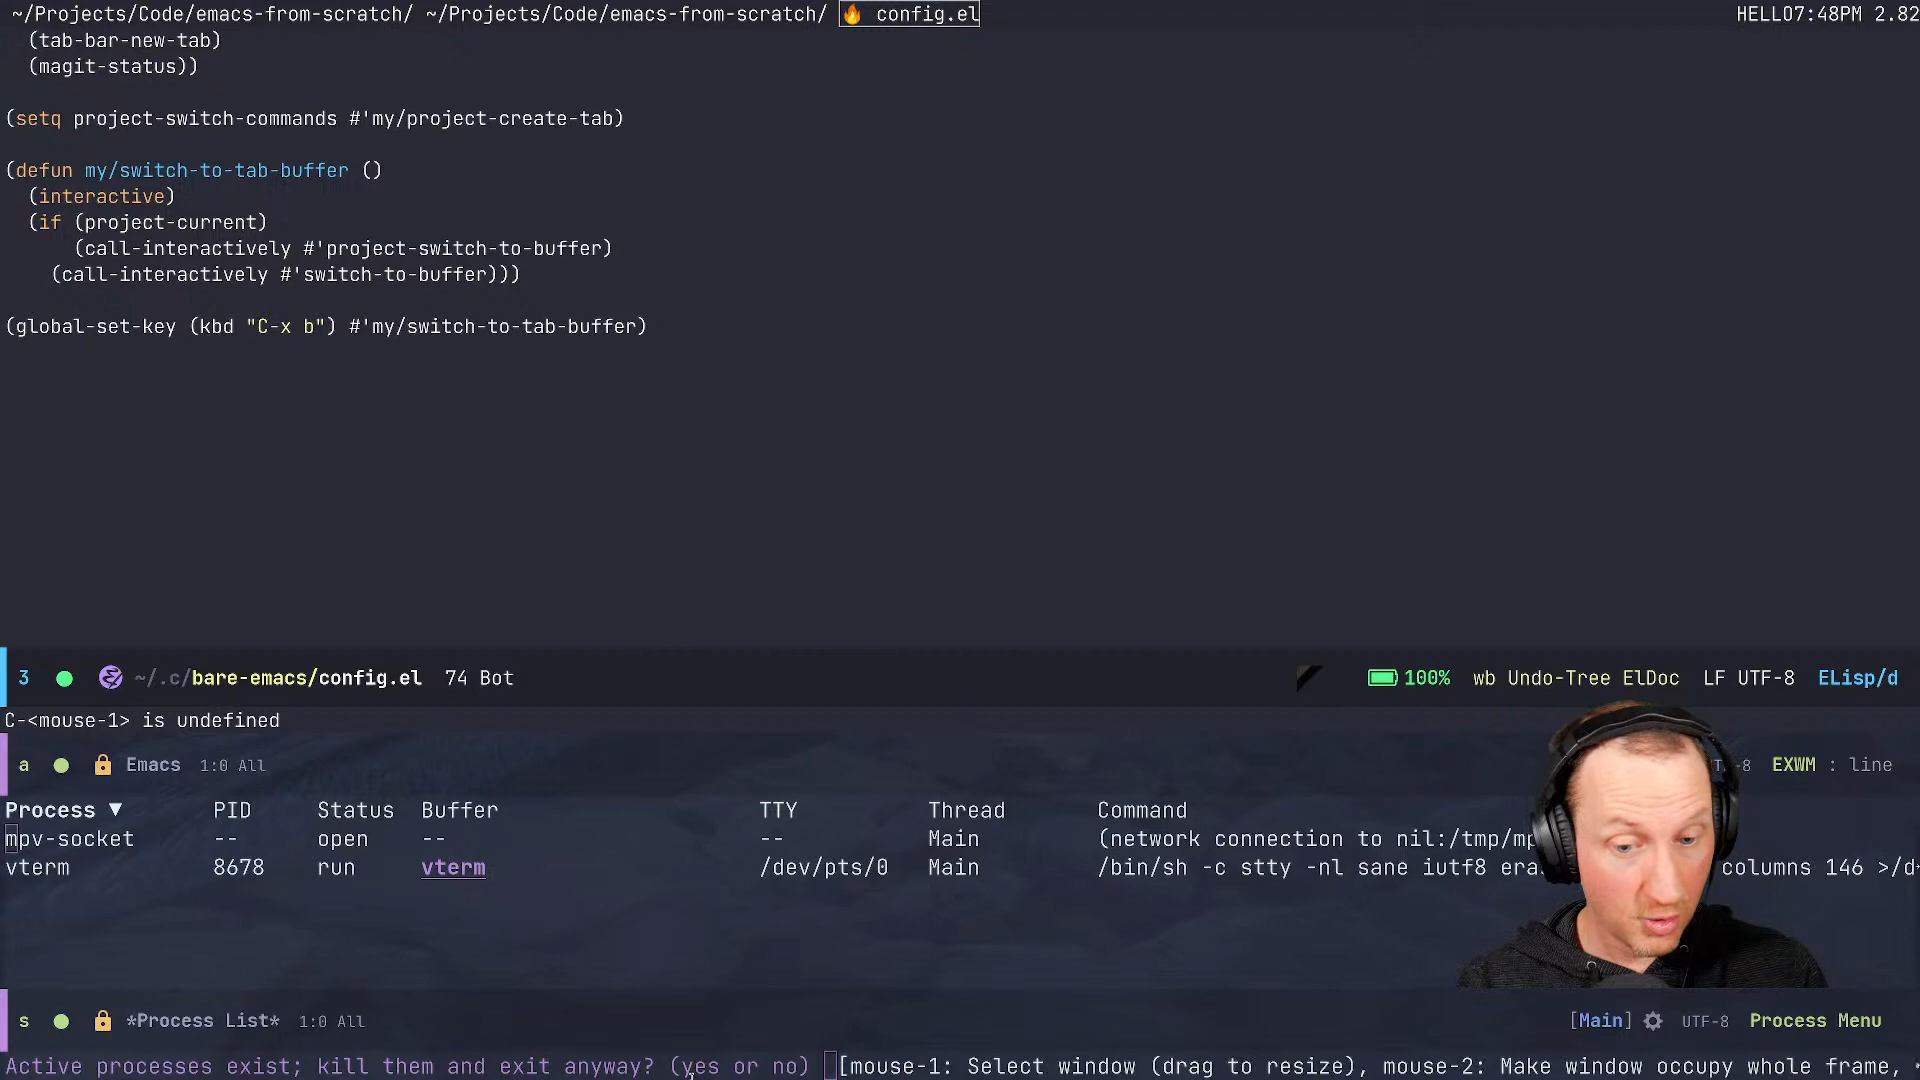 ~/Projects/Code/emacs-from-scratch/ ~/Projects/Code/emacs-from-scratch/ 🔥 config.el HELLO7:48PM 2.82
(tab-bar-new-tab)
(magit-status))
(setq project-switch-commands #'my/project-create-tab)
(defun my/switch-to-tab-buffer ()
(interactive)
(if (project-current)
(call-interactively #'project-switch-to-buffer)
(call-interactively #'switch-to-buffer)))
(global-set-key (kbd "C-x b") #'my/switch-to-tab-buffer)
3 ~/.c/bare-emacs/config.el 74 Bot 100% wb Undo-Tree ElDoc LF UTF-8 ELisp/d
C-<mouse-1> is undefined
a Emacs 1:0 All -8 EXWM : line
Process ▼ PID Status Buffer TTY Thread Command
mpv-socket -- open -- -- Main (network connection to nil:/tmp/mp
vterm 8678 run vterm /dev/pts/0 Main /bin/sh -c stty -nl sane iutf8 era columns 146 >/d
s *Process List* 1:0 All [Main] UTF-8 Process Menu
Active processes exist; kill them and exit anyway? (yes or no) [mouse-1: Select window (drag to resize), mouse-2: Make window occupy whole frame,